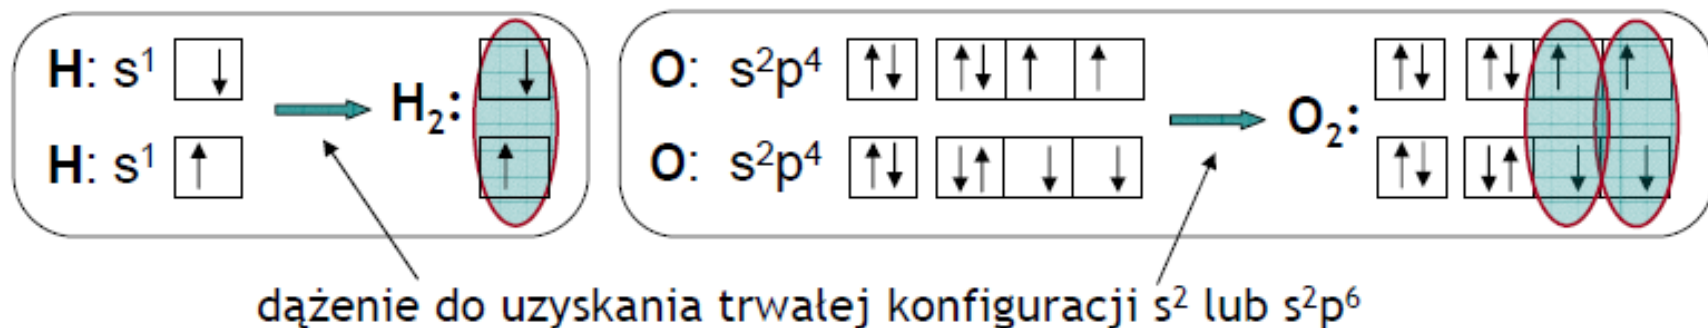 H: s¹
H: s¹
H₂:
O: s²p⁴
O: s²p⁴
O₂:
dążenie do uzyskania trwałej konfiguracji s² lub s²p⁶